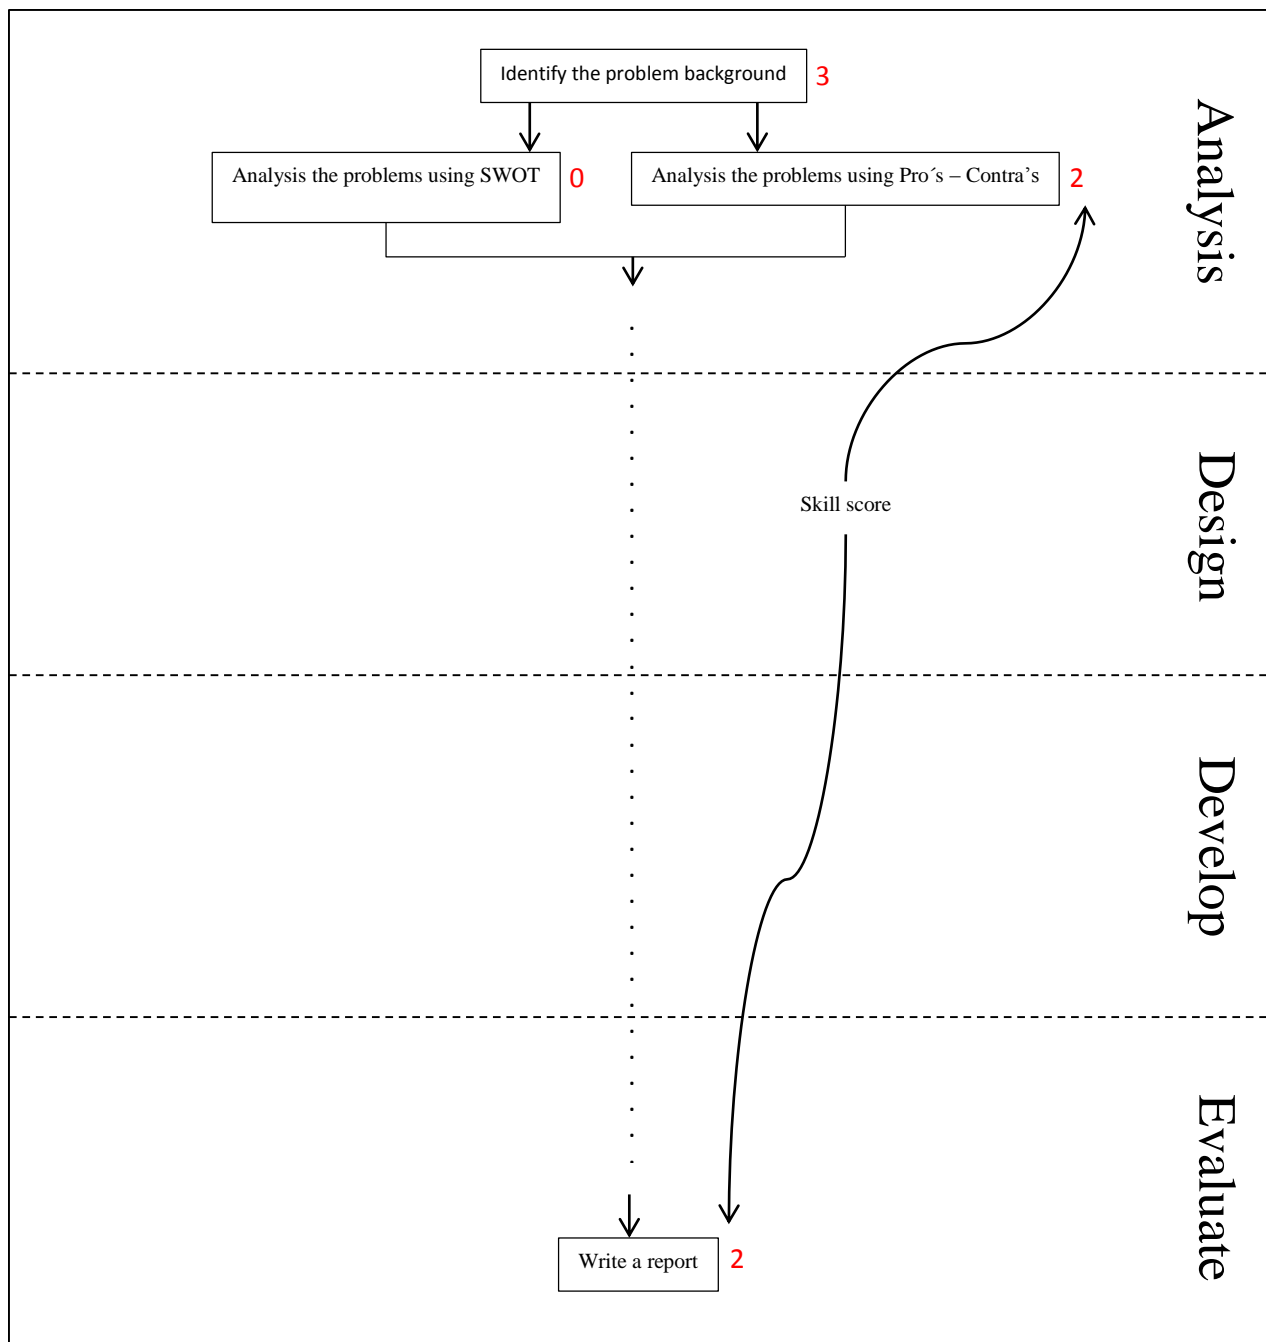 Identify the problem background
3
Analysis the problems using SWOT
0
Analysis the problems using Pro´s – Contra’s
2
Analysis
Skill score
Design
Develop
Write a report
2
Evaluate